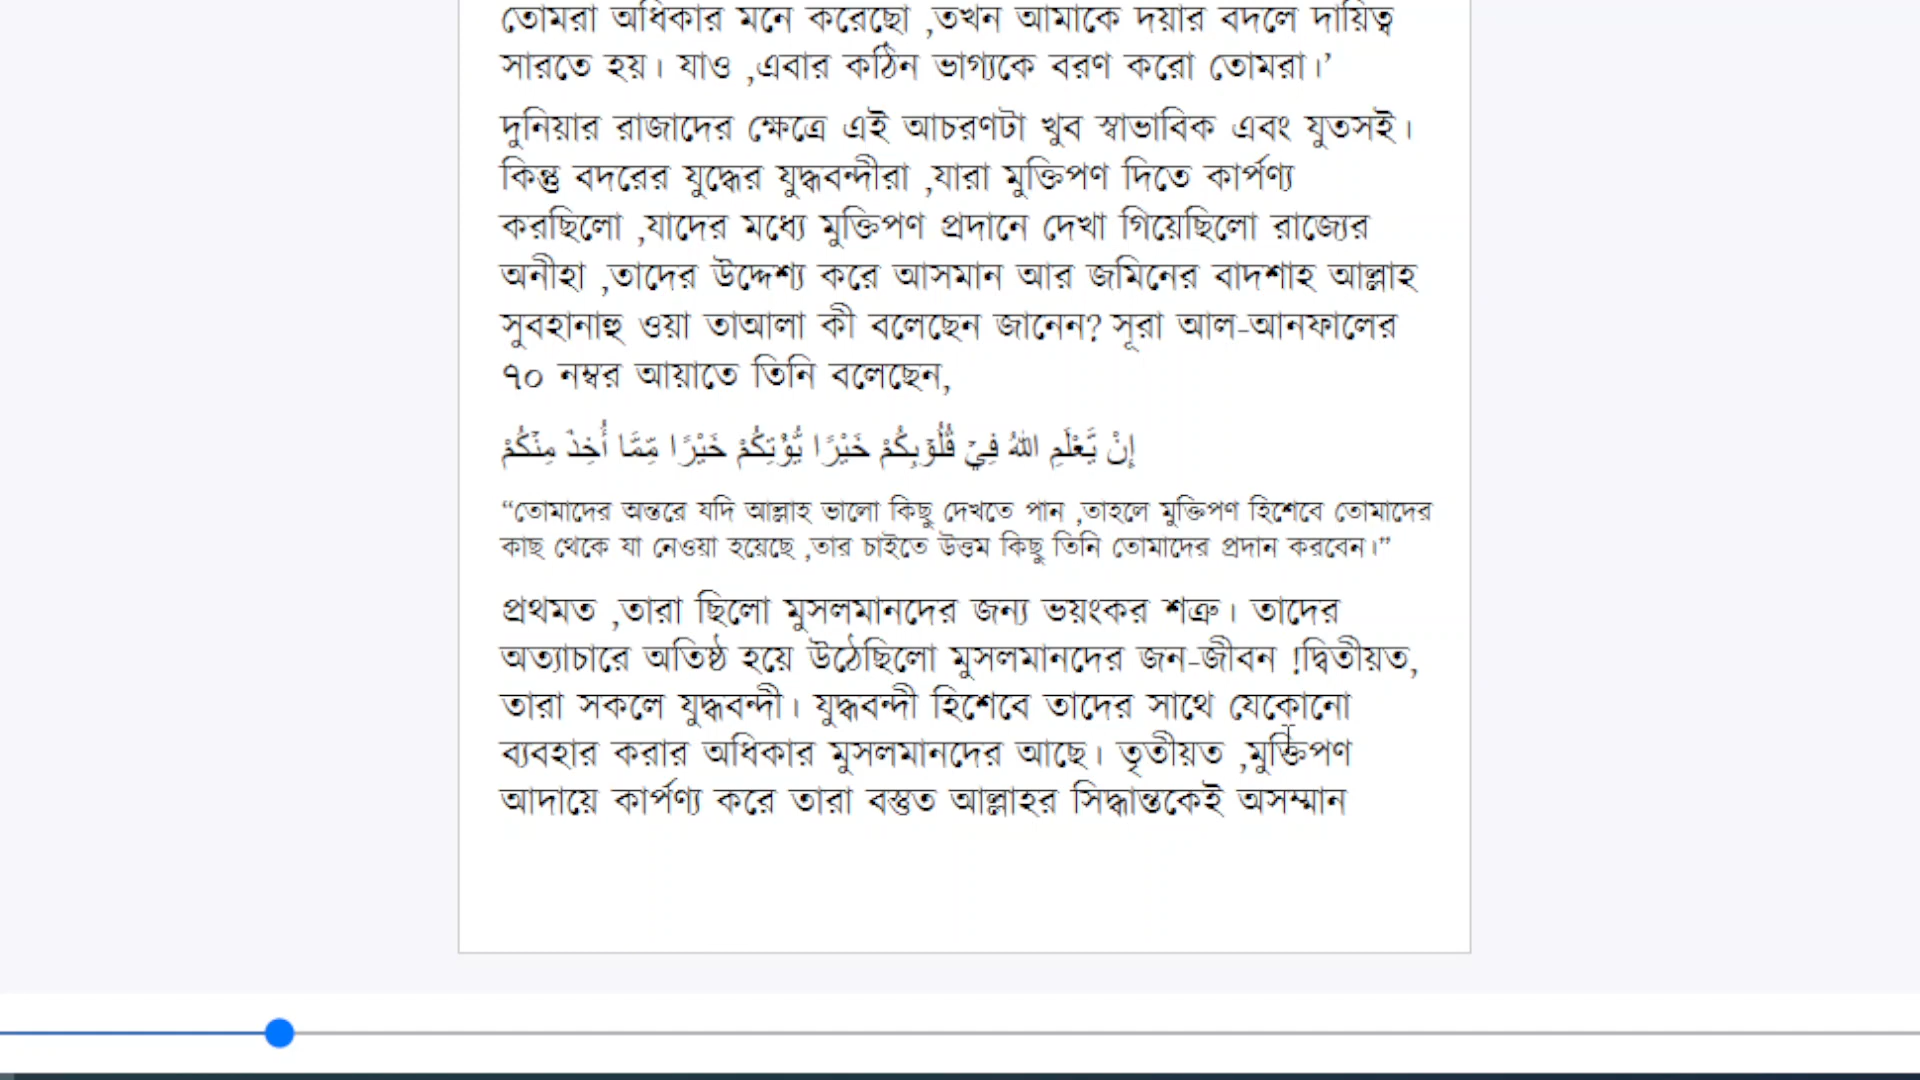 তোমরা অধিকার মনে করেছো ,তখন আমাকে দয়ার বদলে দায়িত্ব
সারতে হয়। যাও ,এবার কঠিন ভাগ্যকে বরণ করো তোমরা।’
দুনিয়ার রাজাদের ক্ষেত্রে এই আচরণটা খুব স্বাভাবিক এবং যুতসই।
কিন্তু বদরের যুদ্ধের যুদ্ধবন্দীরা ,যারা মুক্তিপণ দিতে কার্পণ্য
করছিলো ,যাদের মধ্যে মুক্তিপণ প্রদানে দেখা গিয়েছিলো রাজ্যের
অনীহা ,তাদের উদ্দেশ্য করে আসমান আর জমিনের বাদশাহ আল্লাহ
সুবহানাহু ওয়া তাআলা কী বলেছেন জানেন? সূরা আল-আনফালের
৭০ নম্বর আয়াতে তিনি বলেছেন,
إِنْ يَّعْلَمِ اللهُ فِيْ قُلُوْبِكُمْ خَيْرًا يُّؤْتِكُمْ خَيْرًا مِّمَّا أُخِذَ مِنْكُمْ
“তোমাদের অন্তরে যদি আল্লাহ ভালো কিছু দেখতে পান ,তাহলে মুক্তিপণ হিশেবে তোমাদের
কাছ থেকে যা নেওয়া হয়েছে ,তার চাইতে উত্তম কিছু তিনি তোমাদের প্রদান করবেন।”
প্রথমত ,তারা ছিলো মুসলমানদের জন্য ভয়ংকর শত্রু। তাদের
অত্যাচারে অতিষ্ঠ হয়ে উঠেছিলো মুসলমানদের জন-জীবন !দ্বিতীয়ত,
তারা সকলে যুদ্ধবন্দী। যুদ্ধবন্দী হিশেবে তাদের সাথে যেকোনো
ব্যবহার করার অধিকার মুসলমানদের আছে। তৃতীয়ত ,মুক্তিপণ
আদায়ে কার্পণ্য করে তারা বস্তুত আল্লাহর সিদ্ধান্তকেই অসম্মান